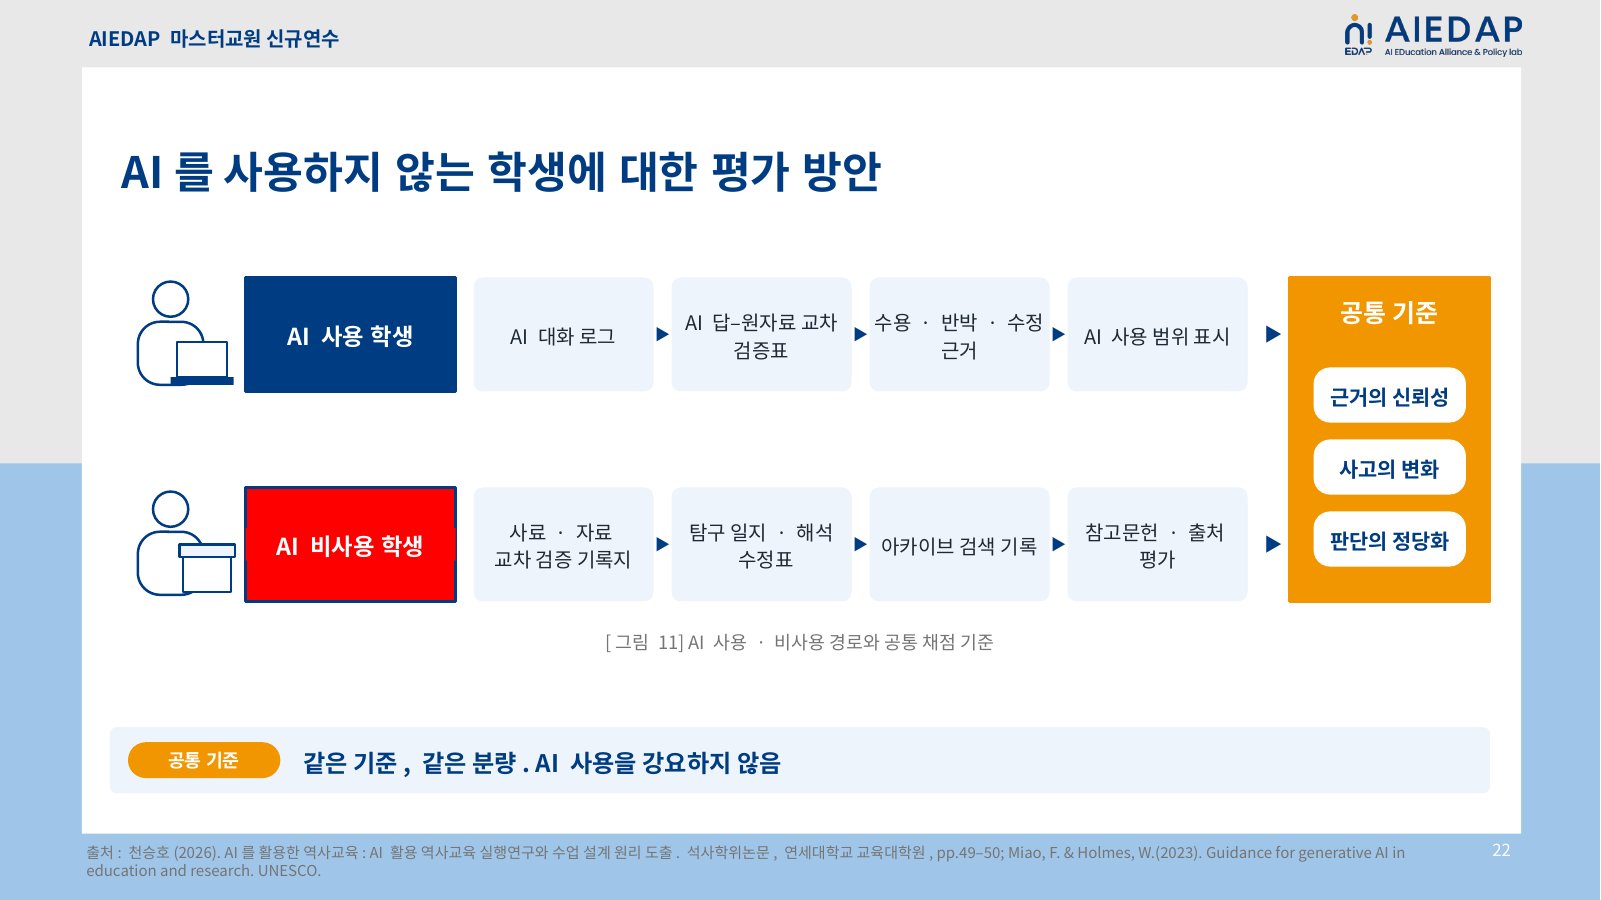 AIEDAP 마스터교원 신규연수
AIEDAP
EDAP
AI EDucation Alliance & Policy lab
AI 를 사용하지 않는 학생에 대한 평가 방안
AI 사용 학생
AI 대화 로그
AI 답–원자료 교차
검증표
수용 · 반박 · 수정
근거
AI 사용 범위 표시
공통 기준
근거의 신뢰성
사고의 변화
판단의 정당화
AI 비사용 학생
사료 · 자료
교차 검증 기록지
탐구 일지 · 해석
수정표
아카이브 검색 기록
참고문헌 · 출처
평가
[ 그림 11] AI 사용 · 비사용 경로와 공통 채점 기준
공통 기준
같은 기준 , 같은 분량 . AI 사용을 강요하지 않음
출처 : 천승호 (2026). AI 를 활용한 역사교육 : AI 활용 역사교육 실행연구와 수업 설계 원리 도출 . 석사학위논문 , 연세대학교 교육대학원 , pp.49–50; Miao, F. & Holmes, W.(2023). Guidance for generative AI in
education and research. UNESCO.
22